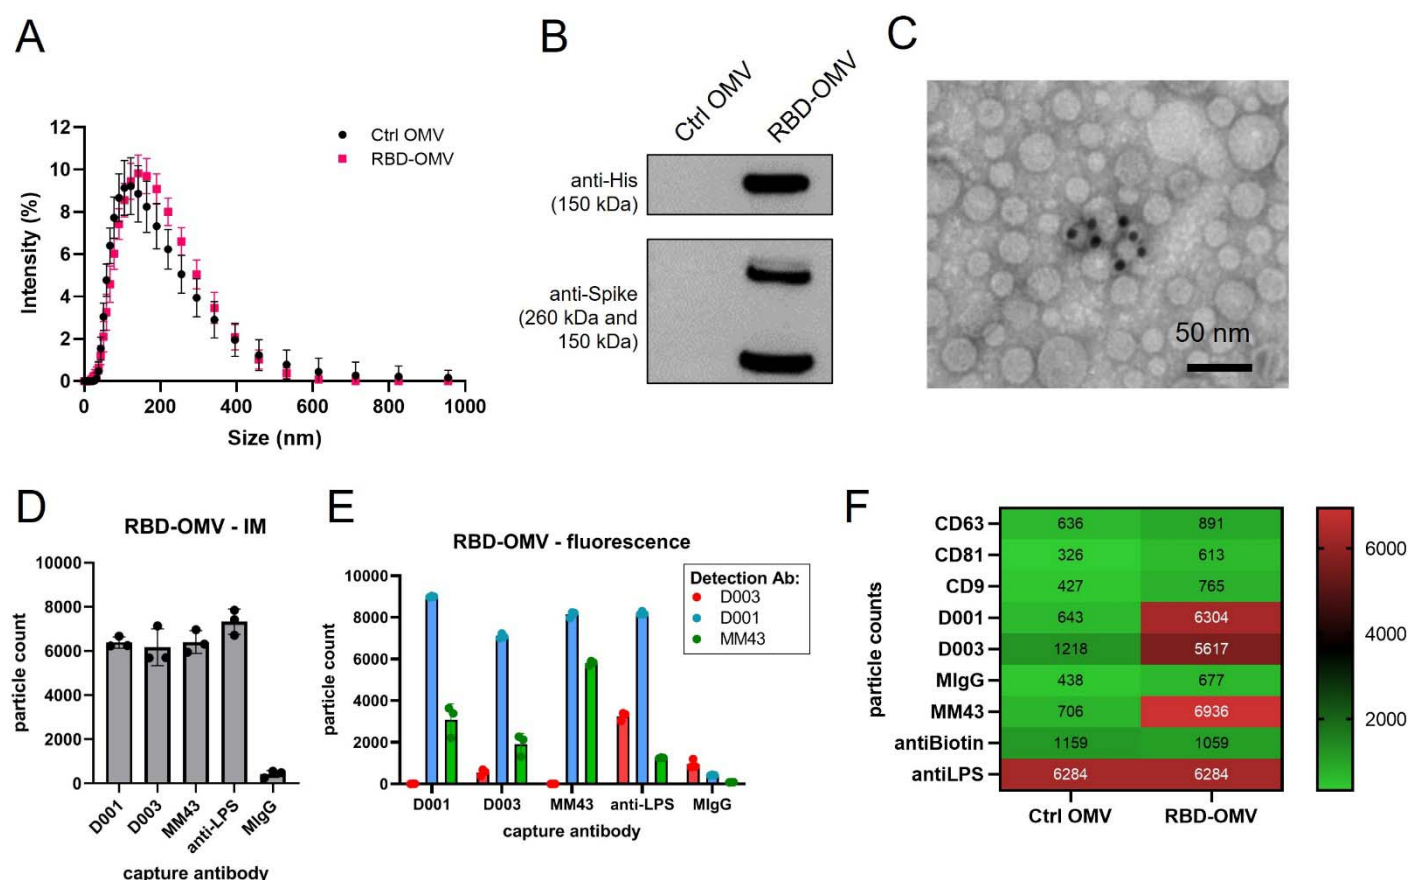 A
Ctrl OMV
RBD-OMV
12
10
8
6
4
2
0
Intensity (%)
0 200 400 600 800 1000
Size (nm)
B
Ctrl OMV
RBD-OMV
anti-His
(150 kDa)
anti-Spike
(260 kDa and
150 kDa)
C
50 nm
D
RBD-OMV - IM
10000
8000
6000
4000
2000
0
particle count
D001 D003 MM43 anti-LPS MIgG
capture antibody
E
RBD-OMV - fluorescence
Detection Ab:
D003
D001
MM43
10000
8000
6000
4000
2000
0
particle count
D001 D003 MM43 anti-LPS MIgG
capture antibody
F
particle counts
CD63 636 891
CD81 326 613
CD9 427 765
D001 643 6304
D003 1218 5617
MIgG 438 677
MM43 706 6936
antiBiotin 1159 1059
antiLPS 6284 6284
Ctrl OMV RBD-OMV
6000
4000
2000